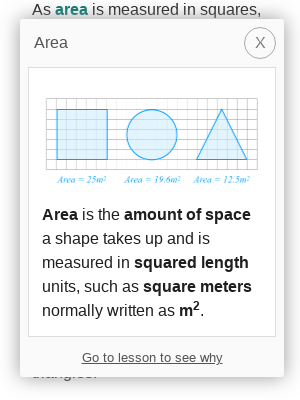 As area is measured in squares,
Area
X
Area = 25m² Area = 19.6m² Area = 12.5m²
Area is the amount of space
a shape takes up and is
measured in squared length
units, such as square meters
normally written as m².
Go to lesson to see why